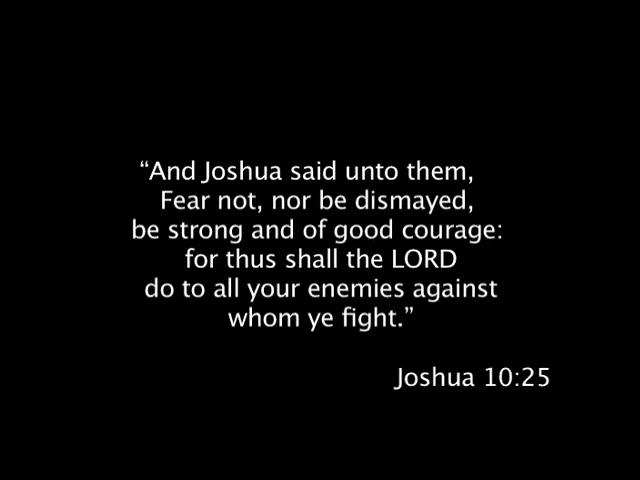 “And Joshua said unto them,
Fear not, nor be dismayed,
be strong and of good courage:
for thus shall the LORD
do to all your enemies against
whom ye fight.”
Joshua 10:25